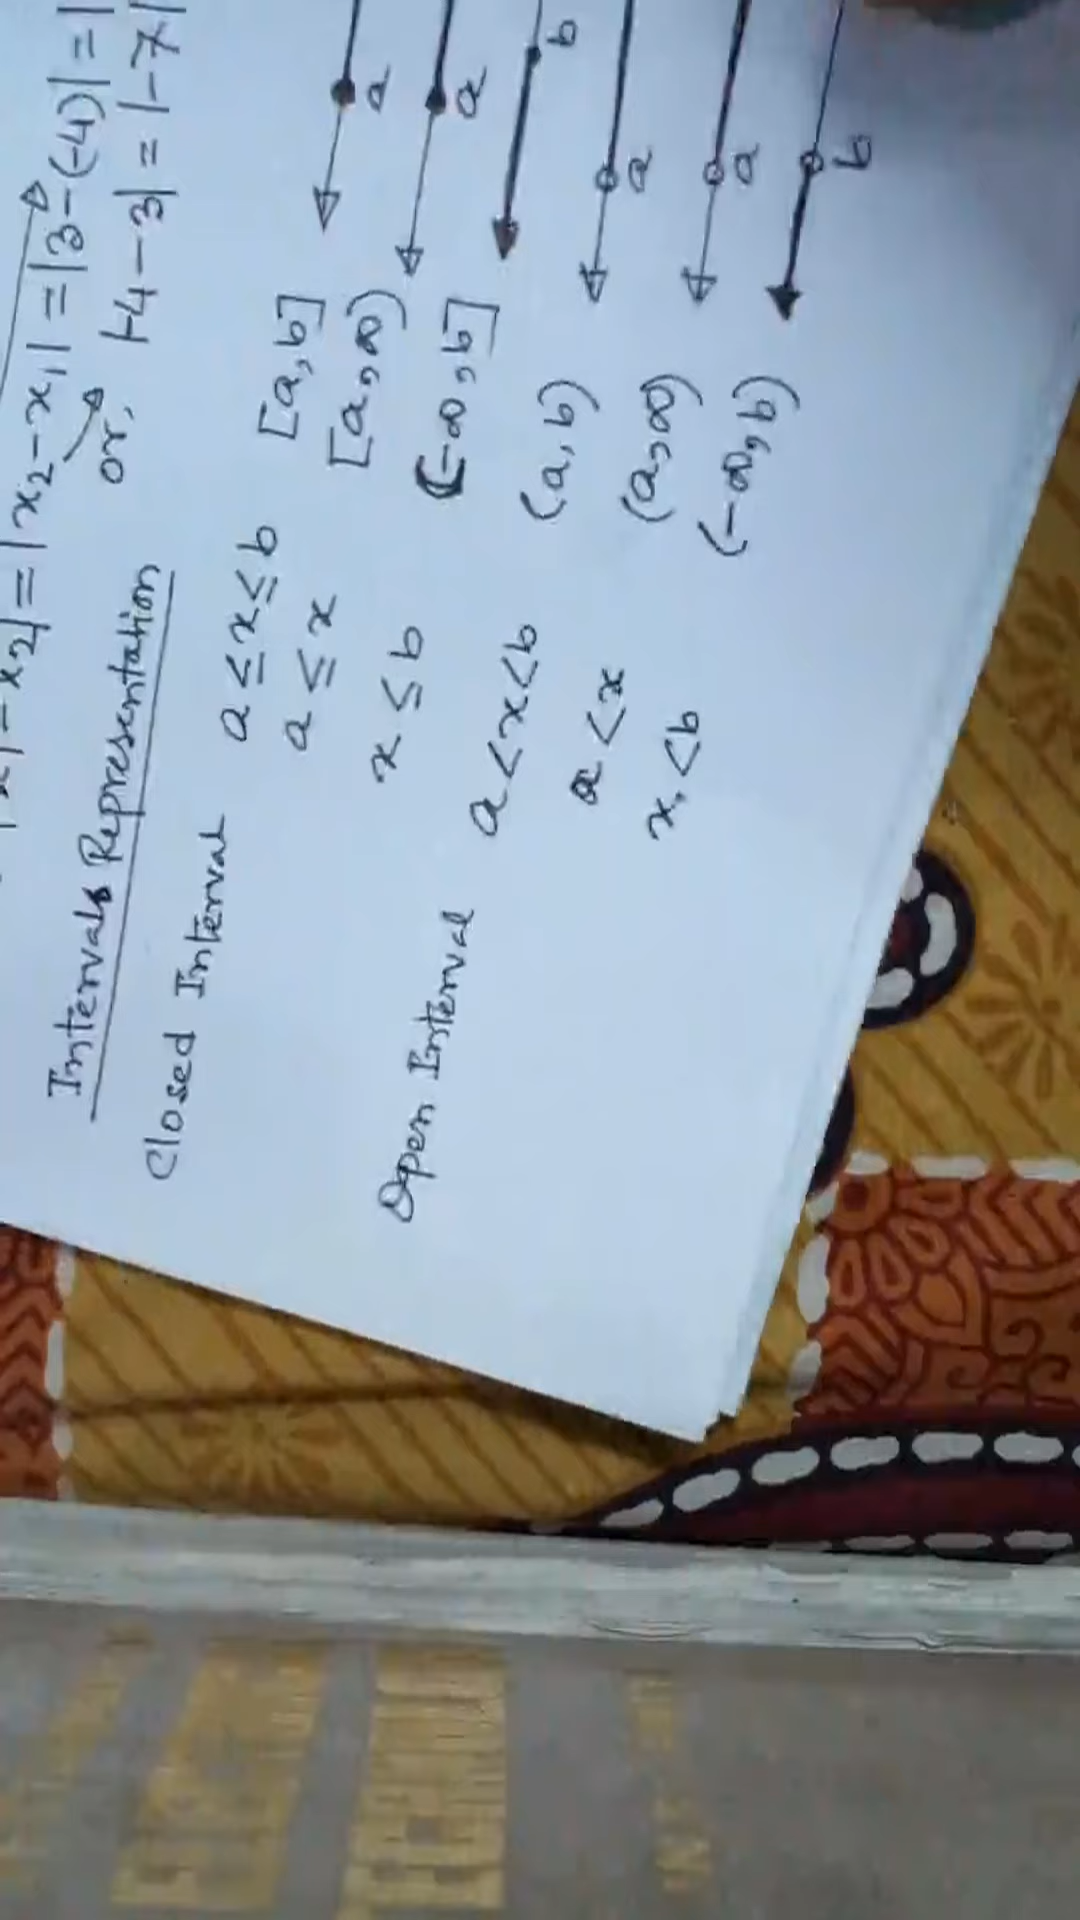 |x1-x2| = |x2-x1| = |3-(-4)| = |
or, |-4-3| = |-7|
Intervals Representation
Closed Interval a ≤ x ≤ b [a, b] a
a ≤ x [a, ∞) a
x ≤ b (-∞, b] b
Open Interval a < x < b (a, b) a
a < x (a, ∞) a
x < b (-∞, b) b